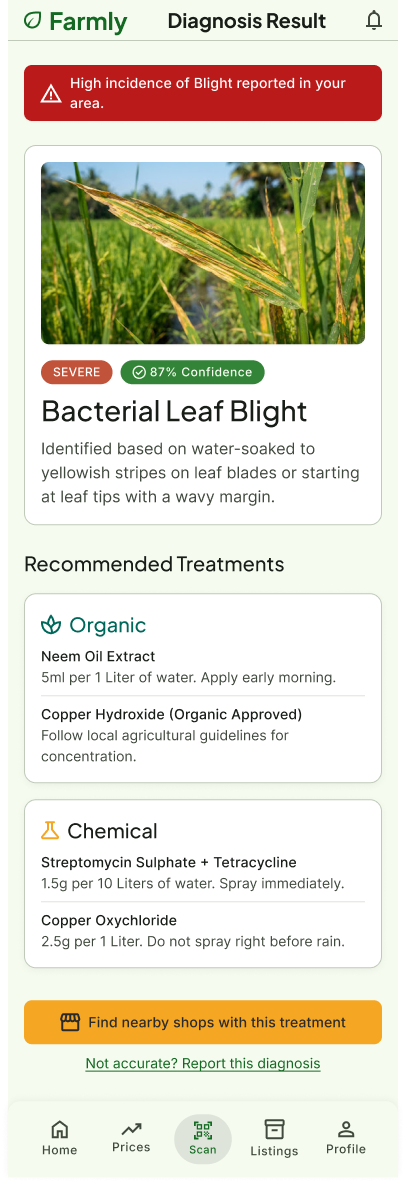 Farmly
Diagnosis Result
High incidence of Blight reported in your
area.
SEVERE
87% Confidence
Bacterial Leaf Blight
Identified based on water-soaked to
yellowish stripes on leaf blades or starting
at leaf tips with a wavy margin.
Recommended Treatments
Organic
Neem Oil Extract
5ml per 1 Liter of water. Apply early morning.
Copper Hydroxide (Organic Approved)
Follow local agricultural guidelines for
concentration.
Chemical
Streptomycin Sulphate + Tetracycline
1.5g per 10 Liters of water. Spray immediately.
Copper Oxychloride
2.5g per 1 Liter. Do not spray right before rain.
Find nearby shops with this treatment
Not accurate? Report this diagnosis
Home
Prices
Scan
Listings
Profile